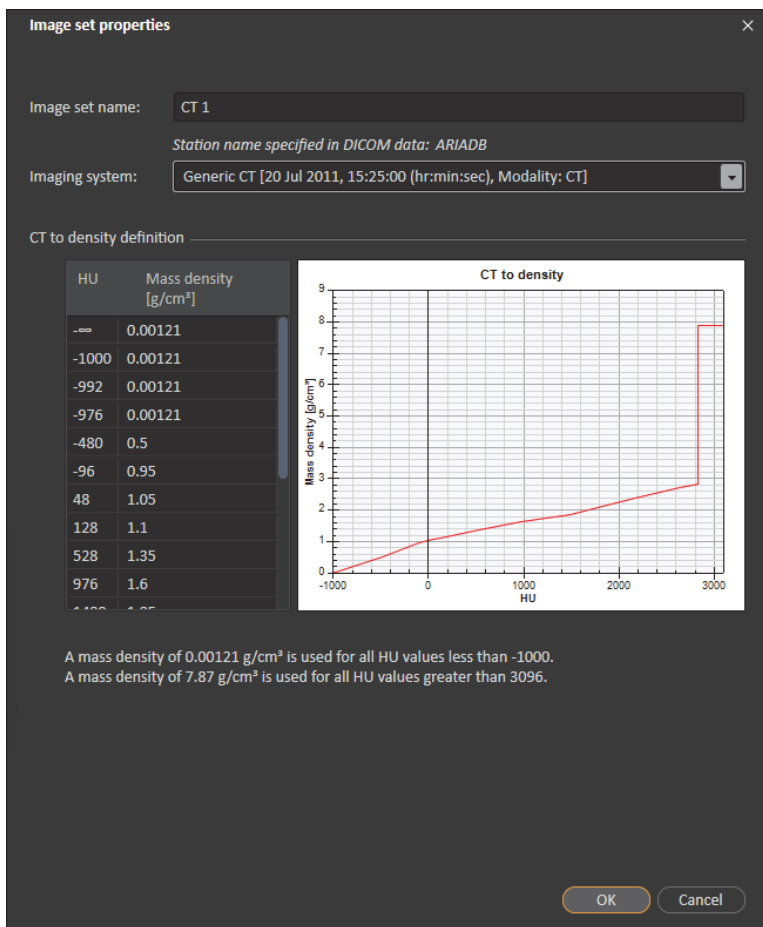 Image set properties
Image set name:
CT 1
Station name specified in DICOM data: ARIADB
Imaging system:
Generic CT [20 Jul 2011, 15:25:00 (hr:min:sec), Modality: CT]
CT to density definition
HU Mass density
[g/cm³]
-∞ 0.00121
-1000 0.00121
-992 0.00121
-976 0.00121
-480 0.5
-96 0.95
48 1.05
128 1.1
528 1.35
976 1.6
CT to density
Mass density [g/cm³]
9
8
7
6
5
4
3
2
1
0
-1000 0 1000 2000 3000
HU
A mass density of 0.00121 g/cm³ is used for all HU values less than -1000.
A mass density of 7.87 g/cm³ is used for all HU values greater than 3096.
OK Cancel